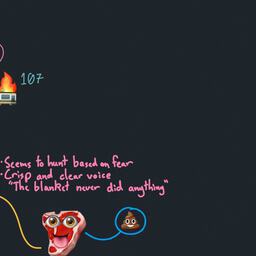 107
·Seems to hunt based on fear
·Crisp and clear voice
"The blanket never did anything"